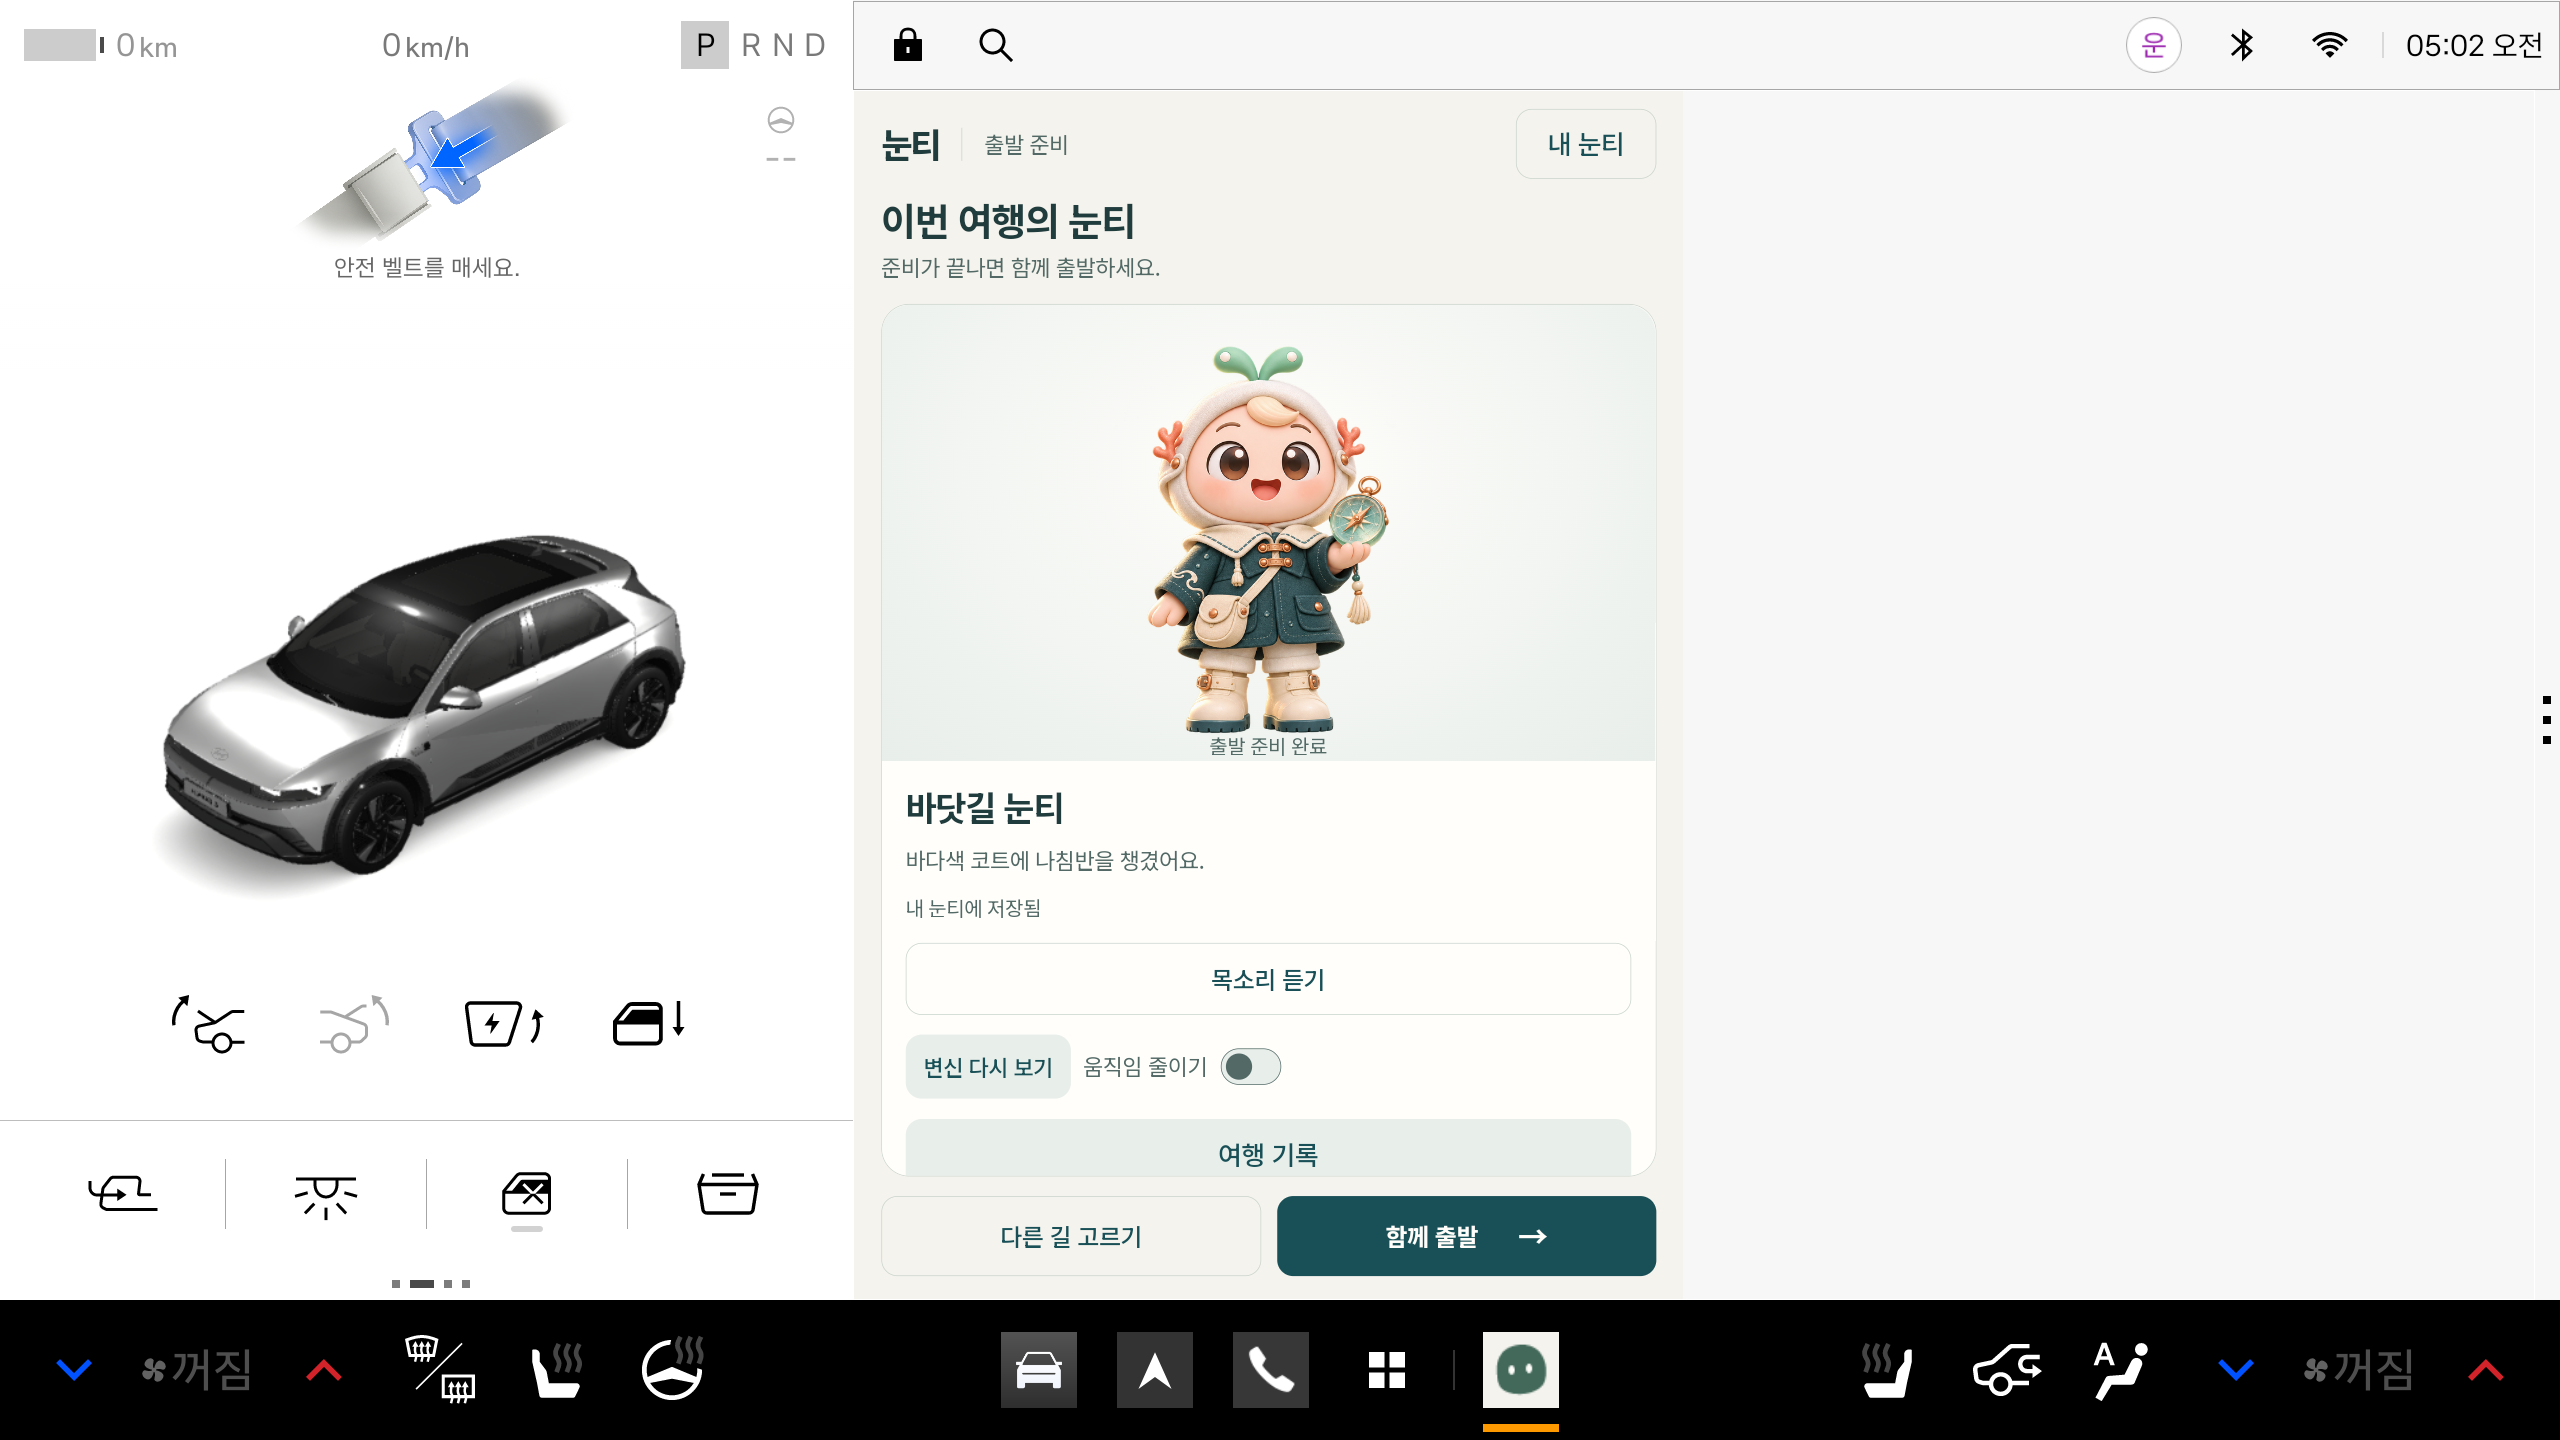 0 km
0 km/h
P R N D
운
05:02 오전
안전 벨트를 매세요.
눈티
출발 준비
내 눈티
이번 여행의 눈티
준비가 끝나면 함께 출발하세요.
출발 준비 완료
바닷길 눈티
바다색 코트에 나침반을 챙겼어요.
내 눈티에 저장됨
목소리 듣기
변신 다시 보기
움직임 줄이기
여행 기록
다른 길 고르기
함께 출발 →
꺼짐
A
꺼짐